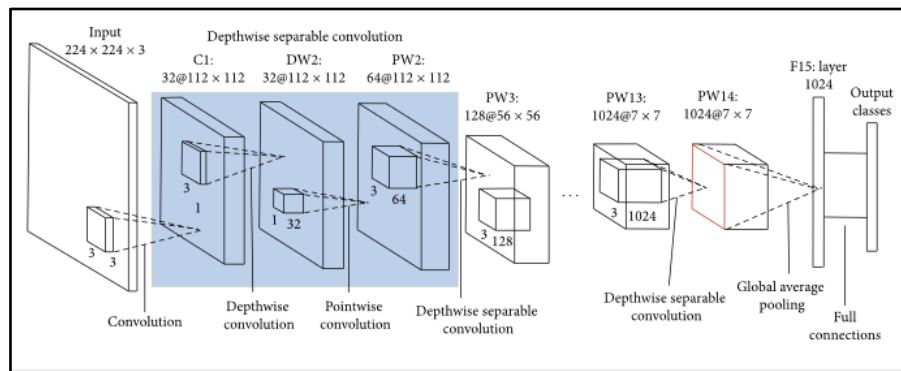 Input
224 × 224 × 3
Depthwise separable convolution
C1:
32@112 × 112
DW2:
32@112 × 112
PW2:
64@112 × 112
PW3:
128@56 × 56
PW13:
1024@7 × 7
PW14:
1024@7 × 7
F15: layer
1024
Output
classes
3
3
3
1
1
32
3
64
3
128
...
3
1024
Convolution
Depthwise
convolution
Pointwise
convolution
Depthwise separable
convolution
Depthwise separable
convolution
Global average
pooling
Full
connections